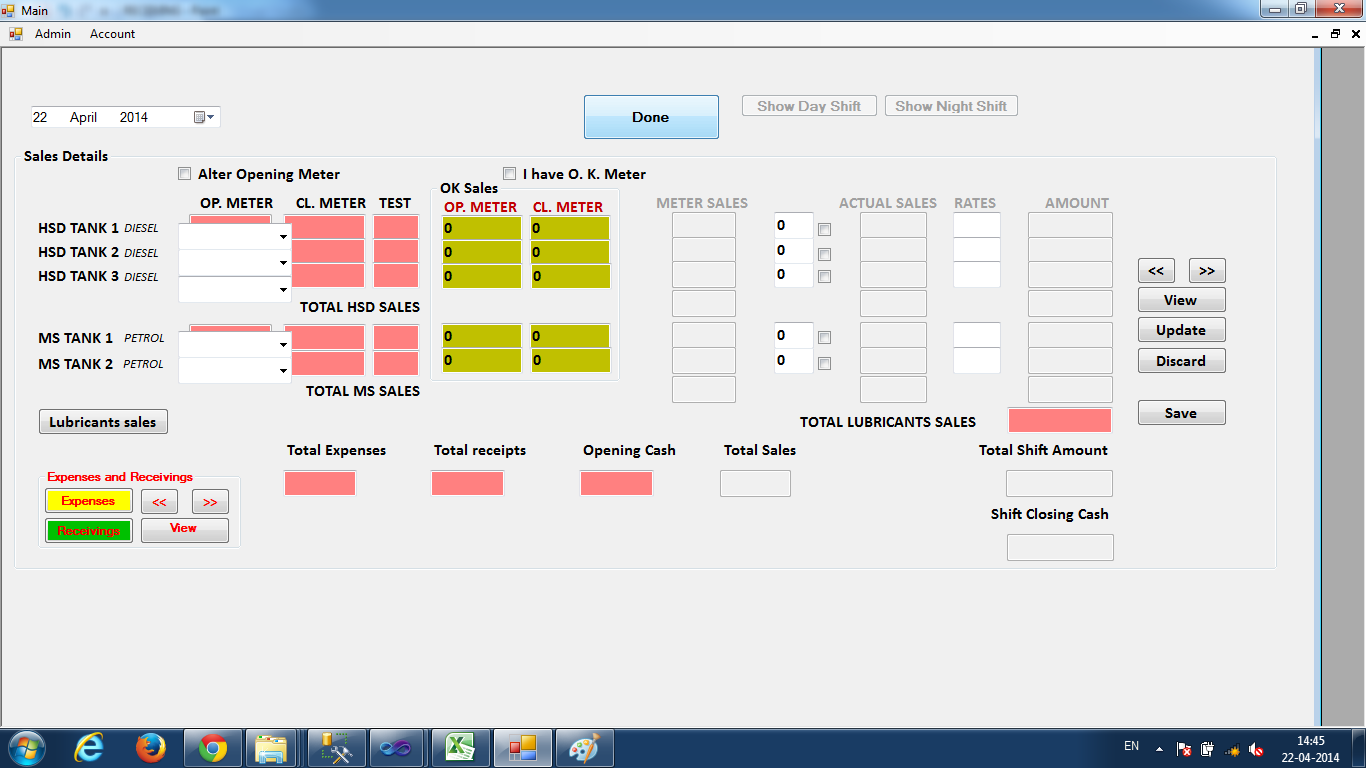 Main
Admin Account
22 April 2014
Done
Show Day Shift
Show Night Shift
Sales Details
Alter Opening Meter
I have O. K. Meter
OK Sales
OP. METER CL. METER TEST
OP. METER CL. METER
METER SALES ACTUAL SALES RATES AMOUNT
HSD TANK 1 DIESEL 0 0 0
HSD TANK 2 DIESEL 0 0 0
HSD TANK 3 DIESEL 0 0 0
<< >>
TOTAL HSD SALES
View
MS TANK 1 PETROL 0 0 0
Update
MS TANK 2 PETROL 0 0 0
Discard
TOTAL MS SALES
Save
Lubricants sales
TOTAL LUBRICANTS SALES
Total Expenses Total receipts Opening Cash Total Sales Total Shift Amount
Expenses and Receivings
Expenses << >>
Receivings View
Shift Closing Cash
EN
14:45
22-04-2014